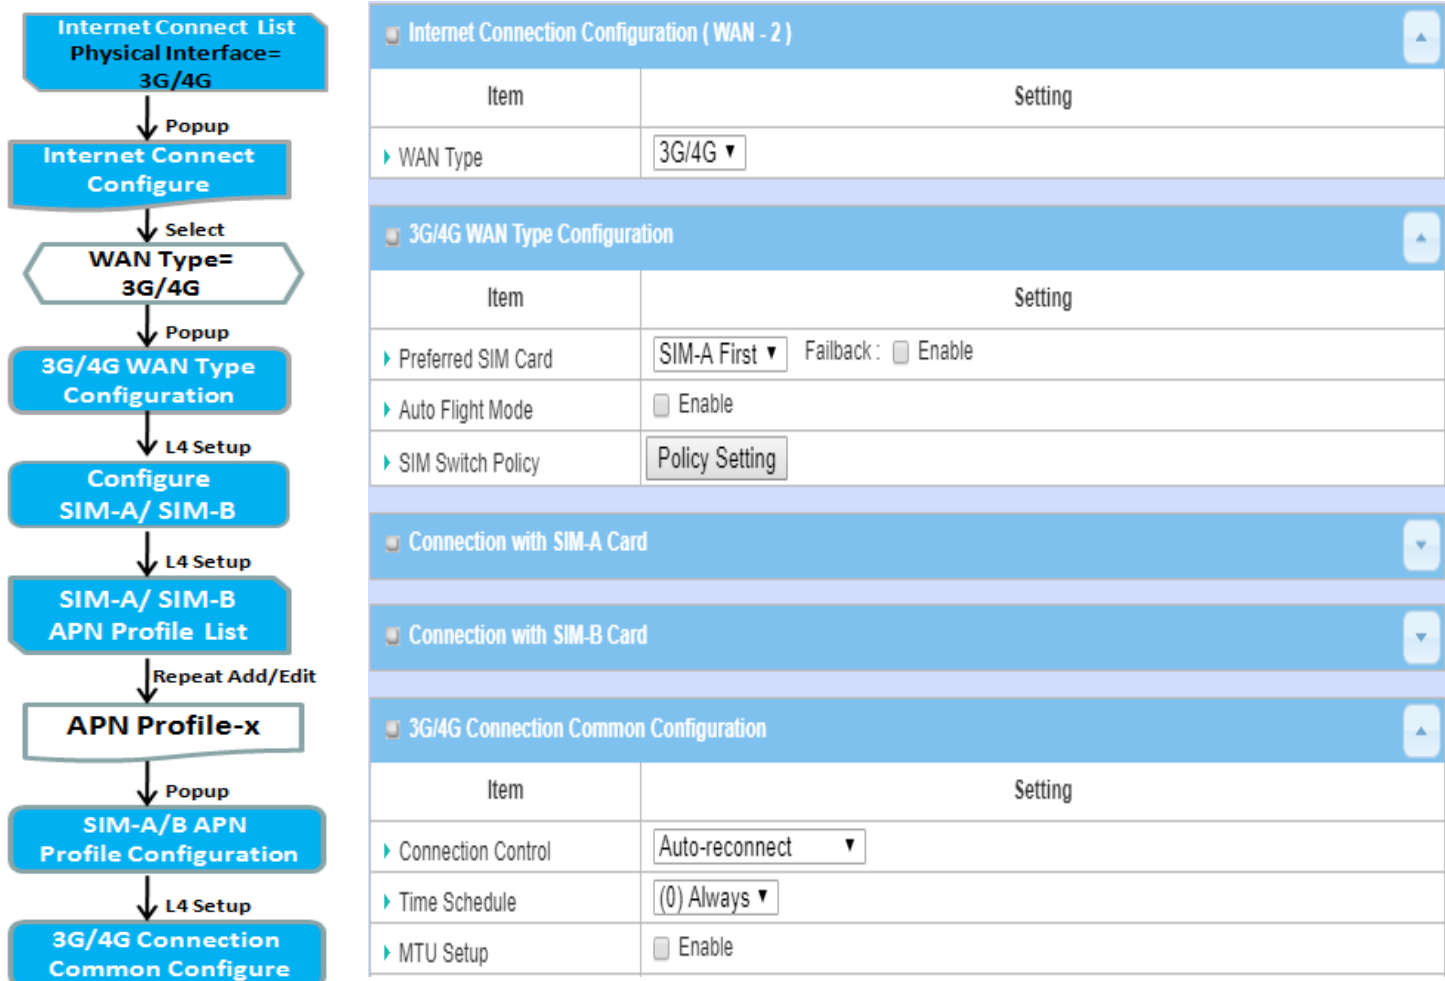 Internet Connect List
Physical Interface=
3G/4G
Popup
Internet Connect
Configure
Select
WAN Type=
3G/4G
Popup
3G/4G WAN Type
Configuration
L4 Setup
Configure
SIM-A/ SIM-B
L4 Setup
SIM-A/ SIM-B
APN Profile List
Repeat Add/Edit
APN Profile-x
Popup
SIM-A/B APN
Profile Configuration
L4 Setup
3G/4G Connection
Common Configure
Internet Connection Configuration ( WAN - 2 )
Item Setting
WAN Type 3G/4G
3G/4G WAN Type Configuration
Item Setting
Preferred SIM Card SIM-A First Failback : Enable
Auto Flight Mode Enable
SIM Switch Policy Policy Setting
Connection with SIM-A Card
Connection with SIM-B Card
3G/4G Connection Common Configuration
Item Setting
Connection Control Auto-reconnect
Time Schedule (0) Always
MTU Setup Enable